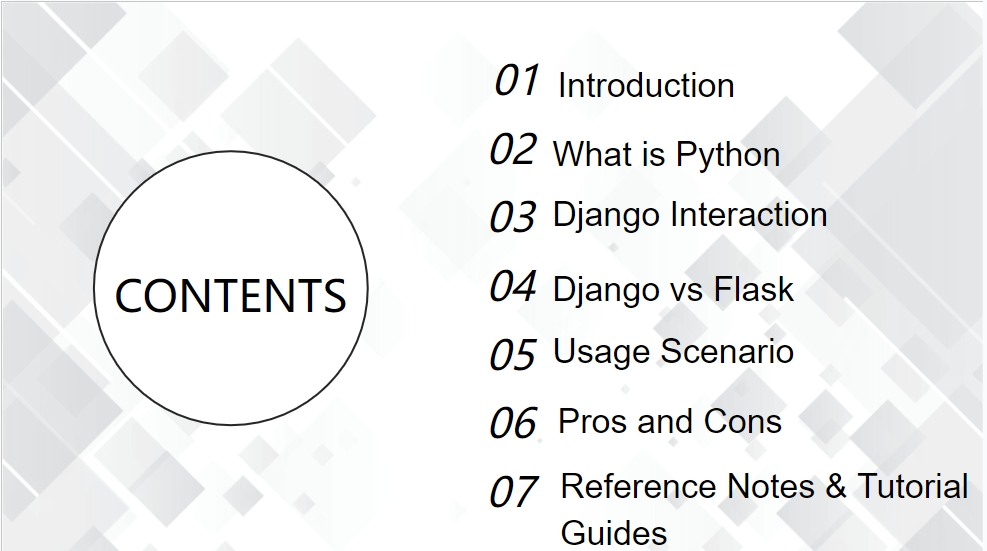 CONTENTS
01 Introduction
02 What is Python
03 Django Interaction
04 Django vs Flask
05 Usage Scenario
06 Pros and Cons
07 Reference Notes & Tutorial
Guides